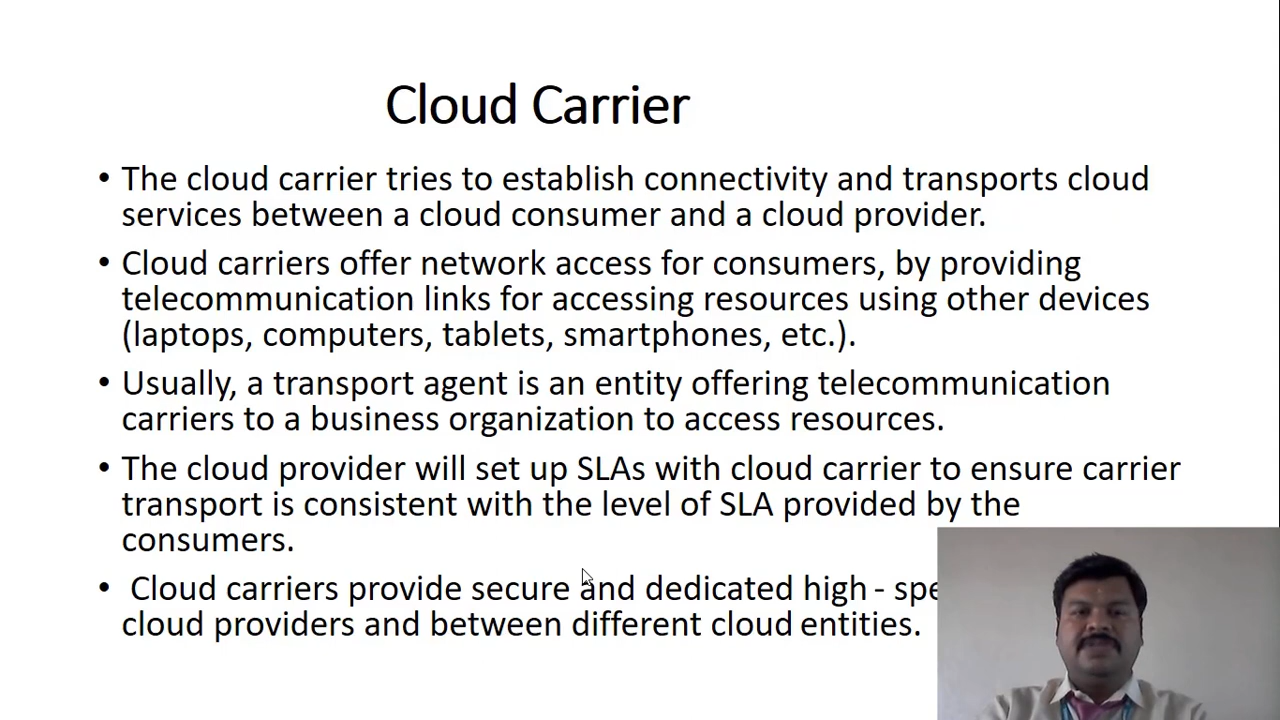 Cloud Carrier
• The cloud carrier tries to establish connectivity and transports cloud
services between a cloud consumer and a cloud provider.
• Cloud carriers offer network access for consumers, by providing
telecommunication links for accessing resources using other devices
(laptops, computers, tablets, smartphones, etc.).
• Usually, a transport agent is an entity offering telecommunication
carriers to a business organization to access resources.
• The cloud provider will set up SLAs with cloud carrier to ensure carrier
transport is consistent with the level of SLA provided by the
consumers.
• Cloud carriers provide secure and dedicated high -
cloud providers and between different cloud entities.